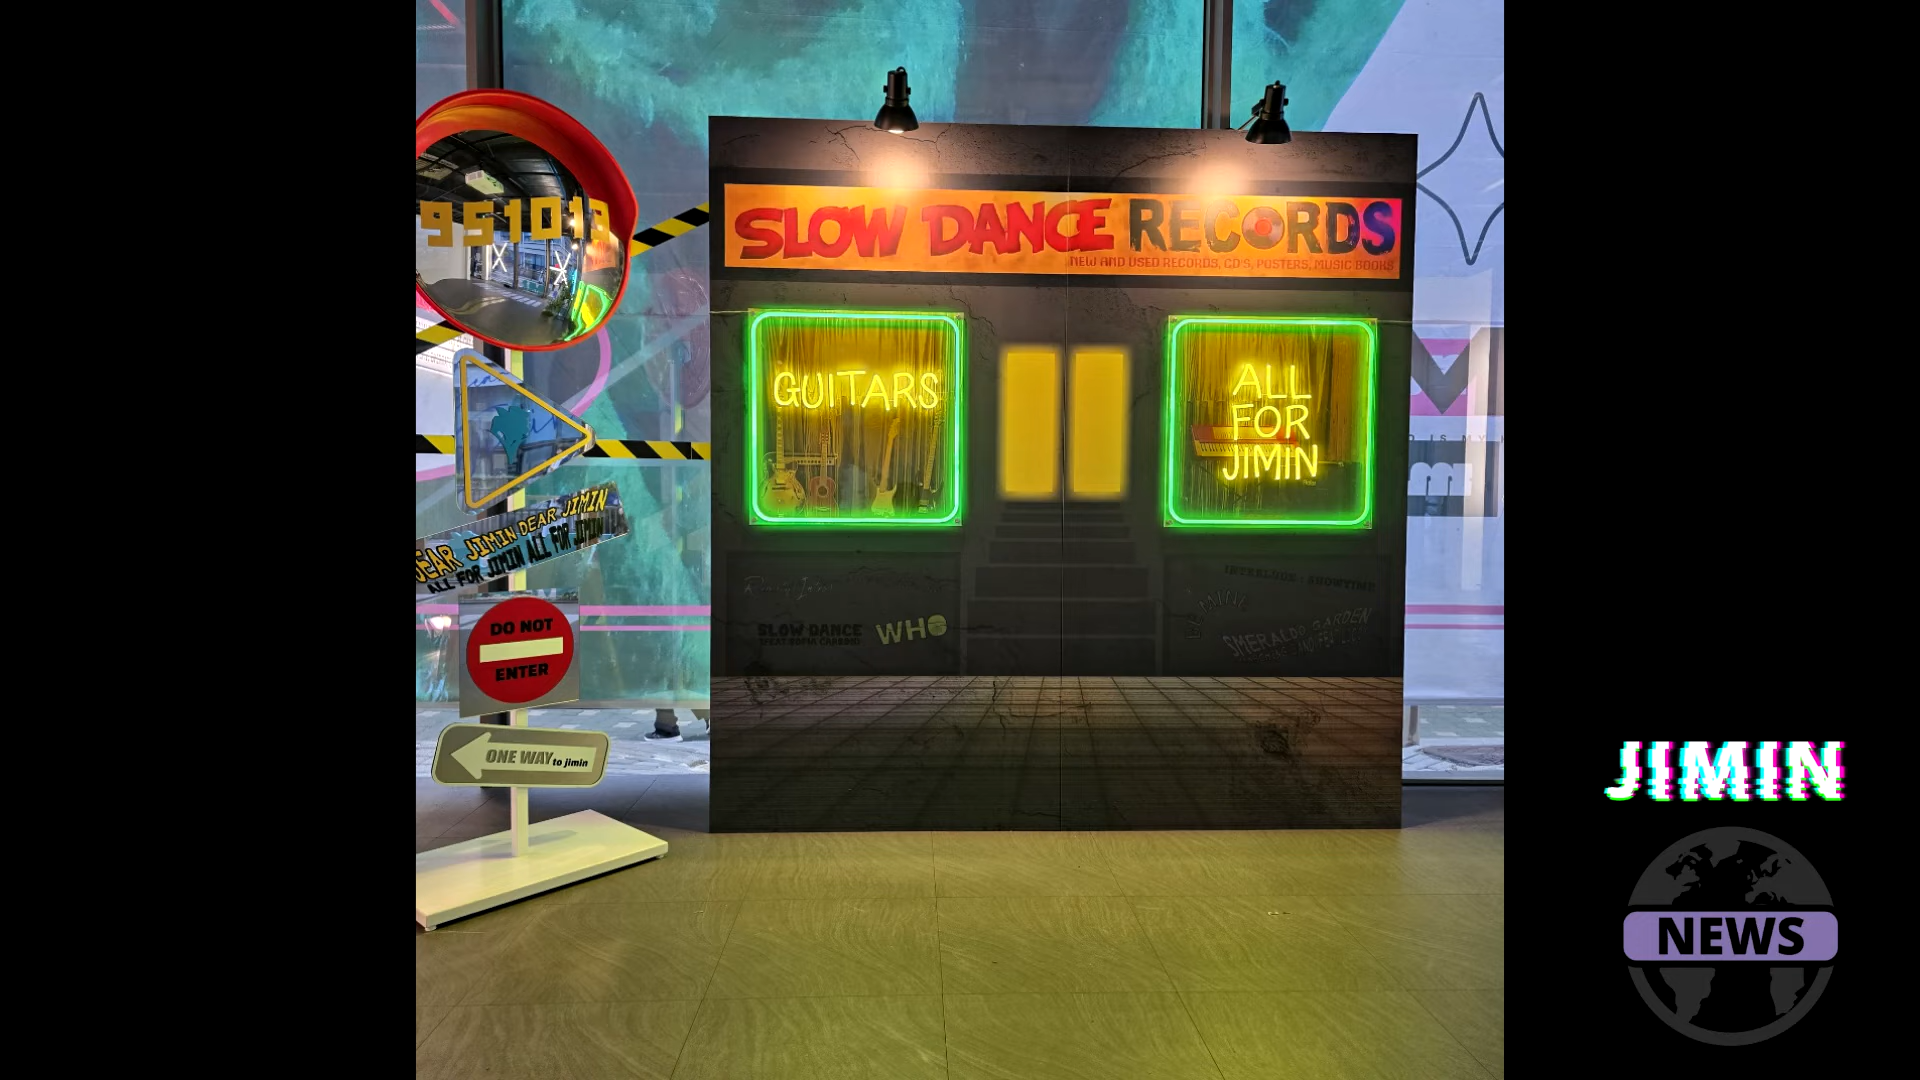 951013
SLOW DANCE RECORDS
NEW AND USED RECORDS, CD'S, POSTERS, MUSIC BOOKS
GUITARS
ALL
FOR
JIMIN
DEAR JIMIN DEAR JIMIN
ALL FOR JIMIN ALL FOR JIMIN
DO NOT
ENTER
ONE WAY to jimin
INTERLUDE : SHOWTIME
SLOW DANCE
WHO
SMERALDO GARDEN
JIMIN
NEWS